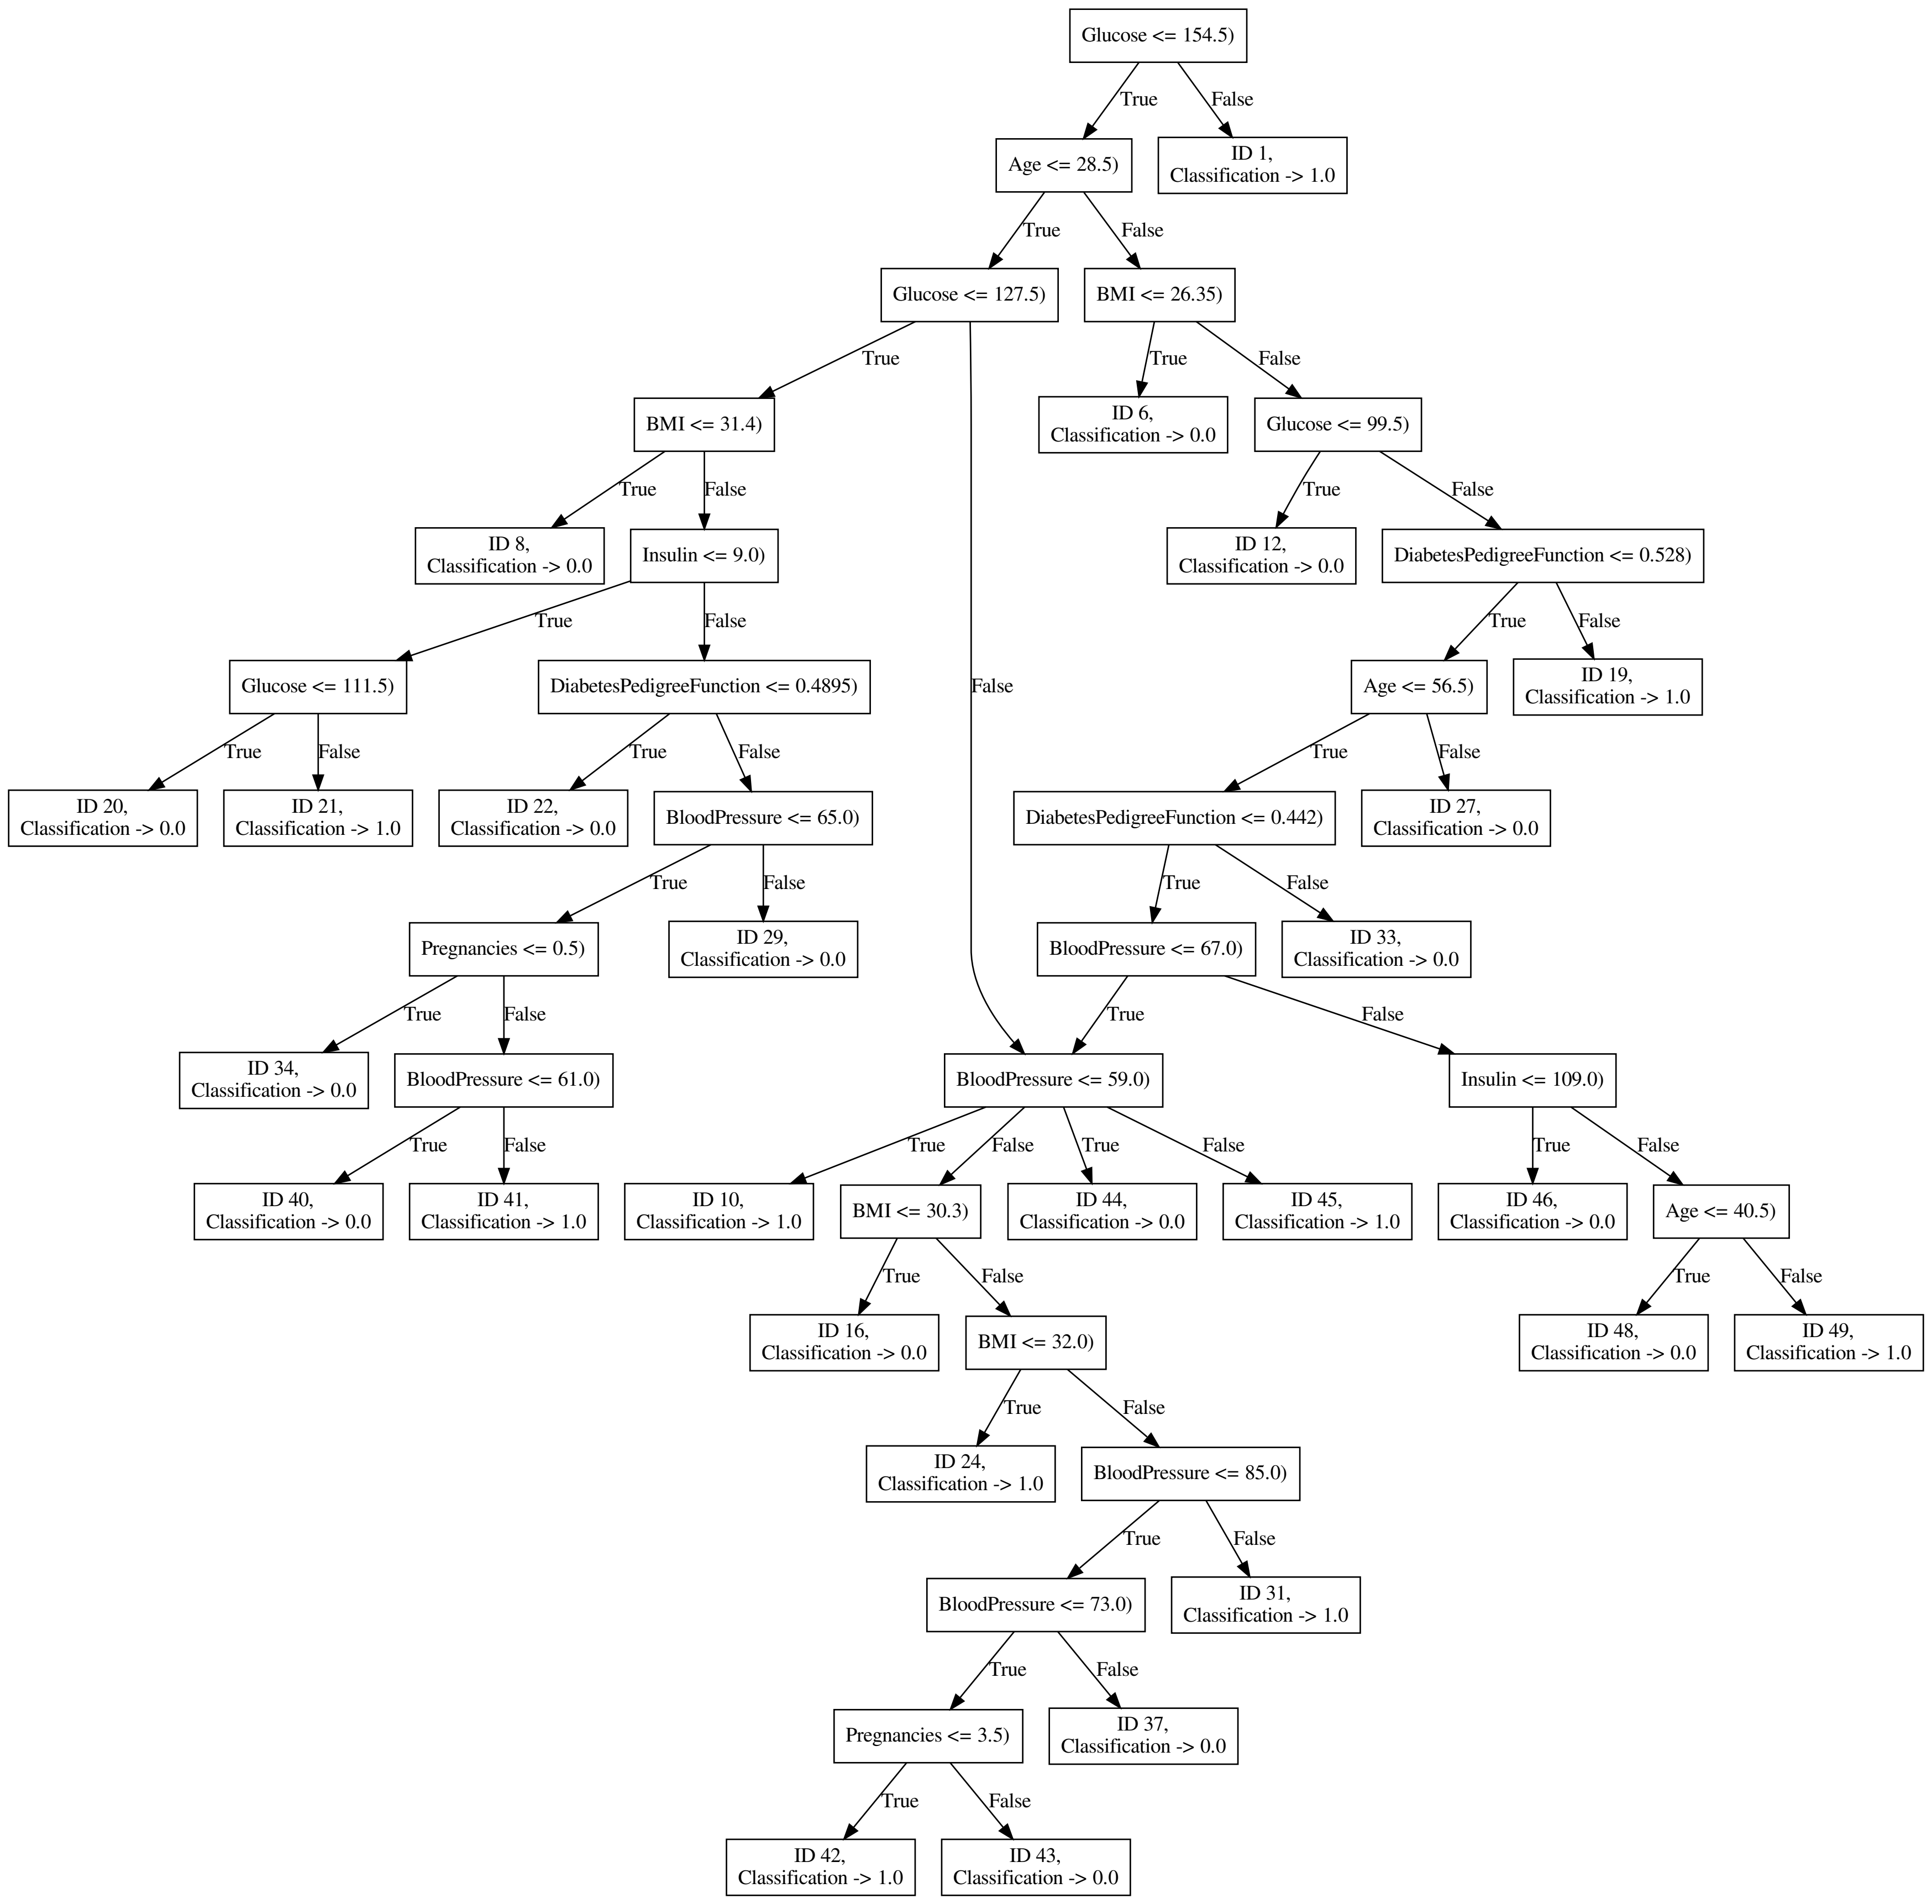 Glucose <= 154.5)
True
False
Age <= 28.5)
ID 1,
Classification -> 1.0
True
False
Glucose <= 127.5)
BMI <= 26.35)
True
True
False
BMI <= 31.4)
ID 6,
Classification -> 0.0
Glucose <= 99.5)
True
False
True
False
ID 8,
Classification -> 0.0
Insulin <= 9.0)
ID 12,
Classification -> 0.0
DiabetesPedigreeFunction <= 0.528)
True
False
True
False
Glucose <= 111.5)
DiabetesPedigreeFunction <= 0.4895)
False
Age <= 56.5)
ID 19,
Classification -> 1.0
True
False
True
False
True
False
ID 20,
Classification -> 0.0
ID 21,
Classification -> 1.0
ID 22,
Classification -> 0.0
BloodPressure <= 65.0)
DiabetesPedigreeFunction <= 0.442)
ID 27,
Classification -> 0.0
True
False
True
False
Pregnancies <= 0.5)
ID 29,
Classification -> 0.0
BloodPressure <= 67.0)
ID 33,
Classification -> 0.0
True
False
True
False
ID 34,
Classification -> 0.0
BloodPressure <= 61.0)
BloodPressure <= 59.0)
Insulin <= 109.0)
True
False
True
False
True
False
True
False
ID 40,
Classification -> 0.0
ID 41,
Classification -> 1.0
ID 10,
Classification -> 1.0
BMI <= 30.3)
ID 44,
Classification -> 0.0
ID 45,
Classification -> 1.0
ID 46,
Classification -> 0.0
Age <= 40.5)
True
False
True
False
ID 16,
Classification -> 0.0
BMI <= 32.0)
ID 48,
Classification -> 0.0
ID 49,
Classification -> 1.0
True
False
ID 24,
Classification -> 1.0
BloodPressure <= 85.0)
True
False
BloodPressure <= 73.0)
ID 31,
Classification -> 1.0
True
False
Pregnancies <= 3.5)
ID 37,
Classification -> 0.0
True
False
ID 42,
Classification -> 1.0
ID 43,
Classification -> 0.0